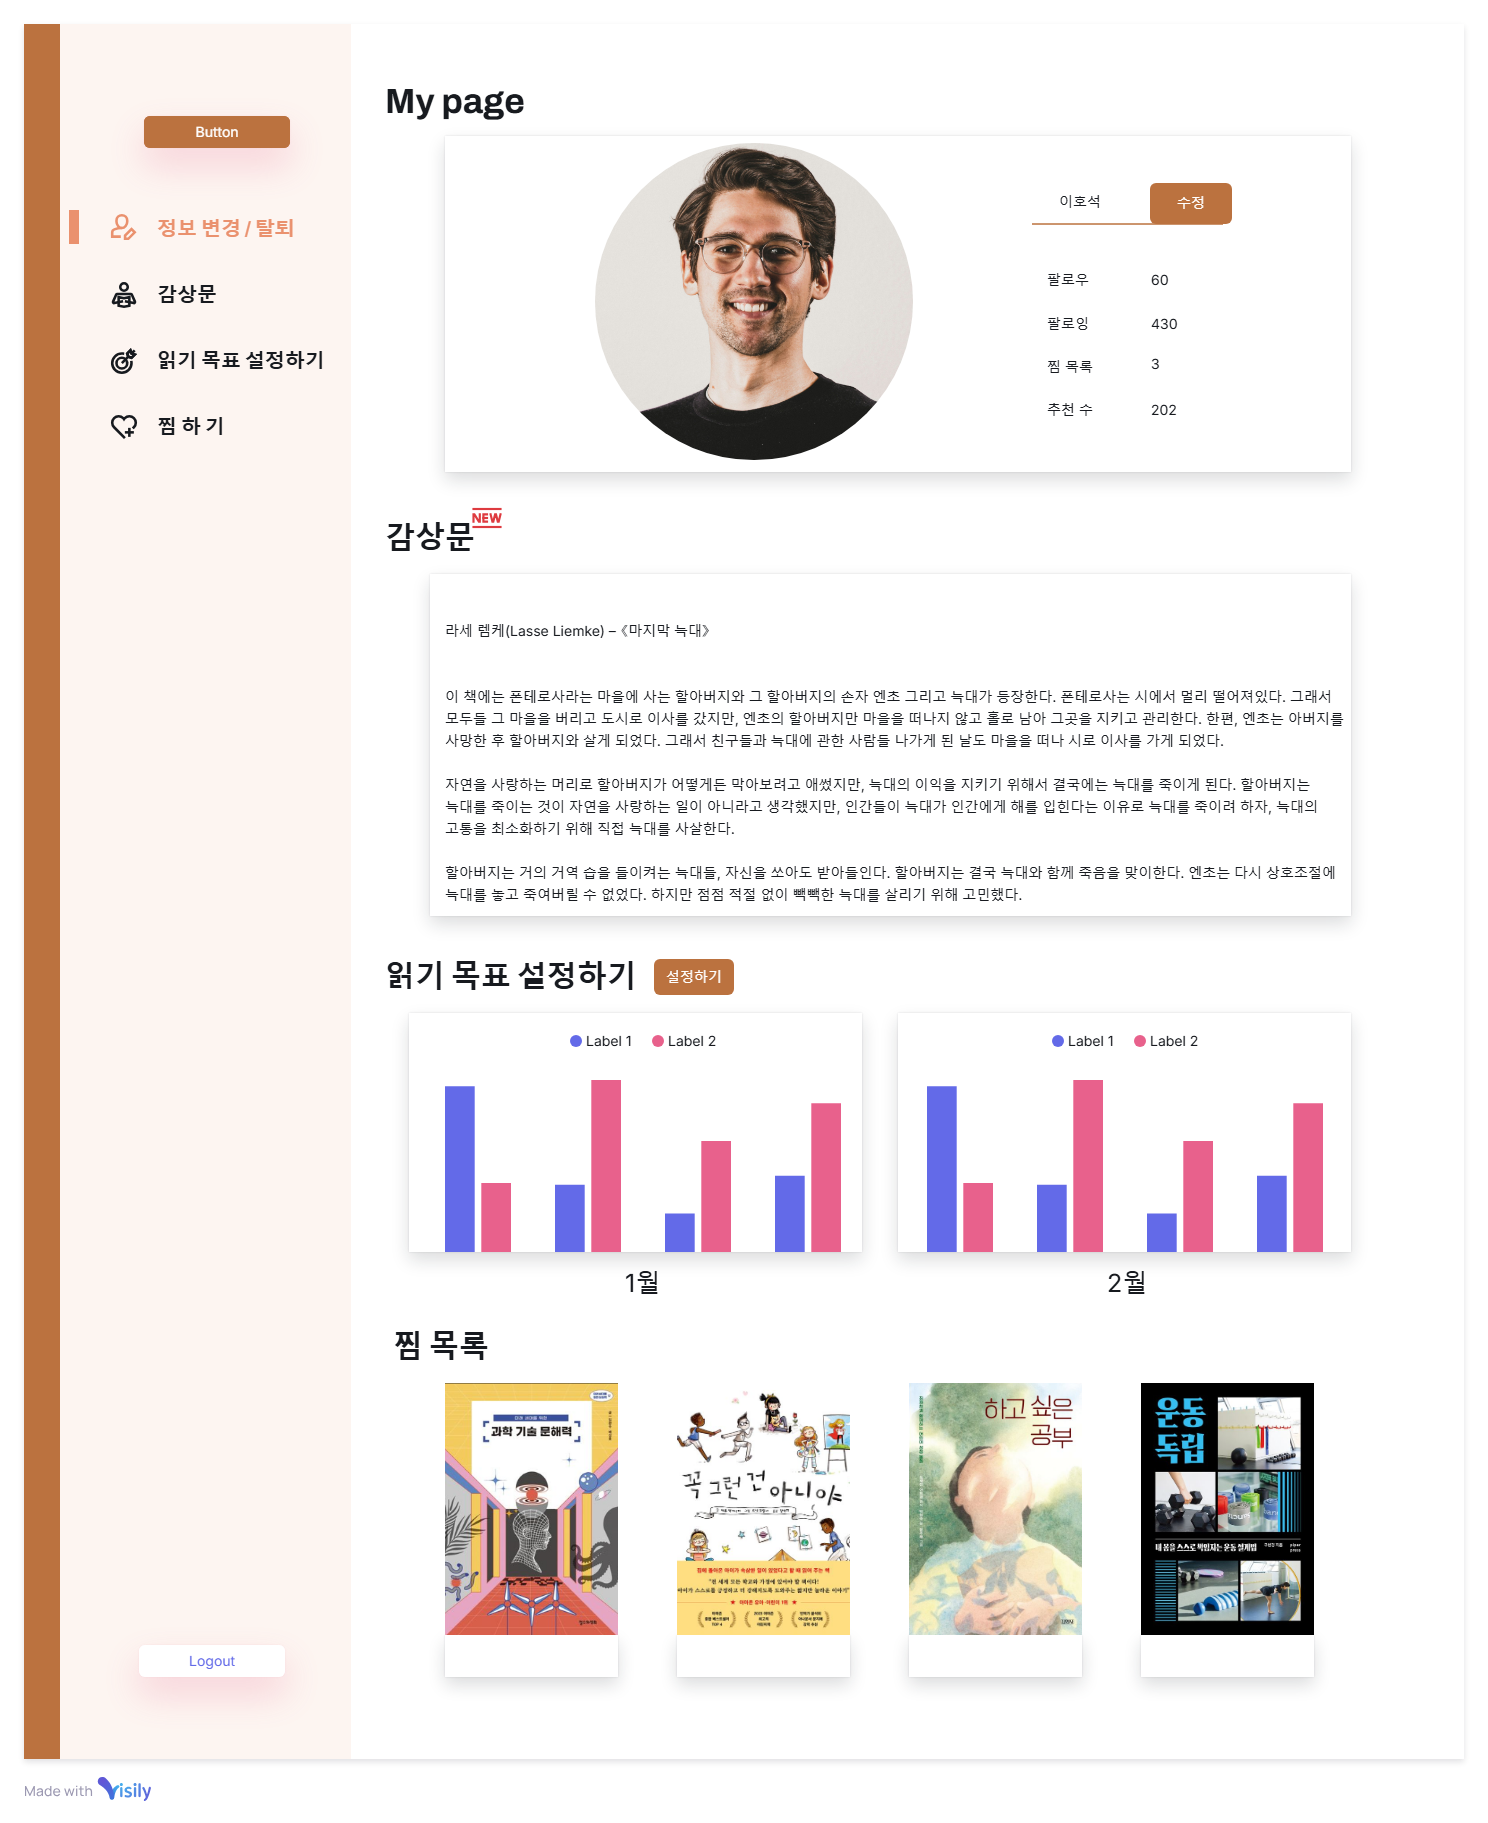 My page
Button
정보 변경 / 탈퇴
감상문
읽기 목표 설정하기
찜 하 기
이호석
수정
팔로우 60
팔로잉 430
찜 목록 3
추천 수 202
감상문
NEW
라세 렘케(Lasse Liemke) – 《마지막 늑대》
이 책에는 폰테로사라는 마을에 사는 할아버지와 그 할아버지의 손자 엔초 그리고 늑대가 등장한다. 폰테로사는 시에서 멀리 떨어져있다. 그래서
모두들 그 마을을 버리고 도시로 이사를 갔지만, 엔초의 할아버지만 마을을 떠나지 않고 홀로 남아 그곳을 지키고 관리한다. 한편, 엔초는 아버지를
사망한 후 할아버지와 살게 되었다. 그래서 친구들과 늑대에 관한 사람들 나가게 된 날도 마을을 떠나 시로 이사를 가게 되었다.
자연을 사랑하는 머리로 할아버지가 어떻게든 막아보려고 애썼지만, 늑대의 이익을 지키기 위해서 결국에는 늑대를 죽이게 된다. 할아버지는
늑대를 죽이는 것이 자연을 사랑하는 일이 아니라고 생각했지만, 인간들이 늑대가 인간에게 해를 입힌다는 이유로 늑대를 죽이려 하자, 늑대의
고통을 최소화하기 위해 직접 늑대를 사살한다.
할아버지는 거의 거역 습을 들이켜는 늑대들, 자신을 쏘아도 받아들인다. 할아버지는 결국 늑대와 함께 죽음을 맞이한다. 엔초는 다시 상호조절에
늑대를 놓고 죽여버릴 수 없었다. 하지만 점점 적절 없이 빽빽한 늑대를 살리기 위해 고민했다.
읽기 목표 설정하기
설정하기
Label 1 Label 2
Label 1 Label 2
1월
2월
찜 목록
과학 기술 문해력
꼭 그런 건 아니야
하고 싶은
공부
운동
독립
내 몸을 스스로 책임지는 운동 설계법
Logout
Made with Visily